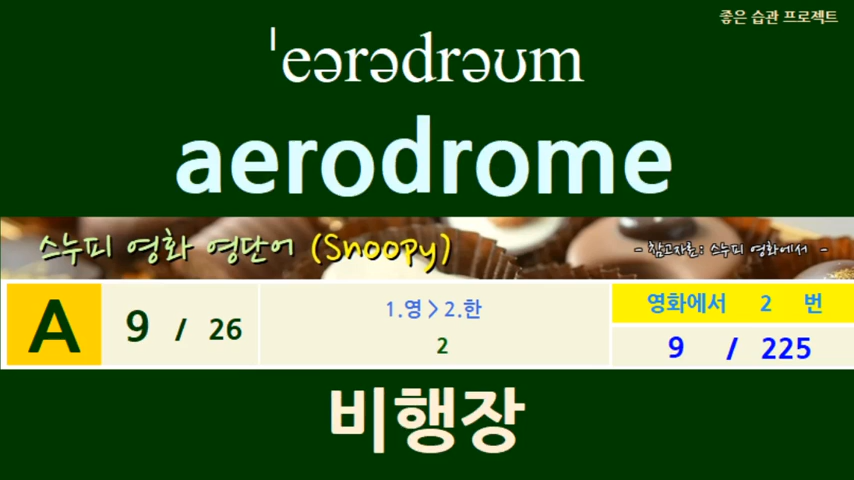 좋은 습관 프로젝트
ˈeərədrəʊm
aerodrome
스누피 영화 영단어 (Snoopy)
- 참고자료: 스누피 영화에서 -
A
9 / 26
1.영 > 2.한
2
영화에서 2 번
9 / 225
비행장